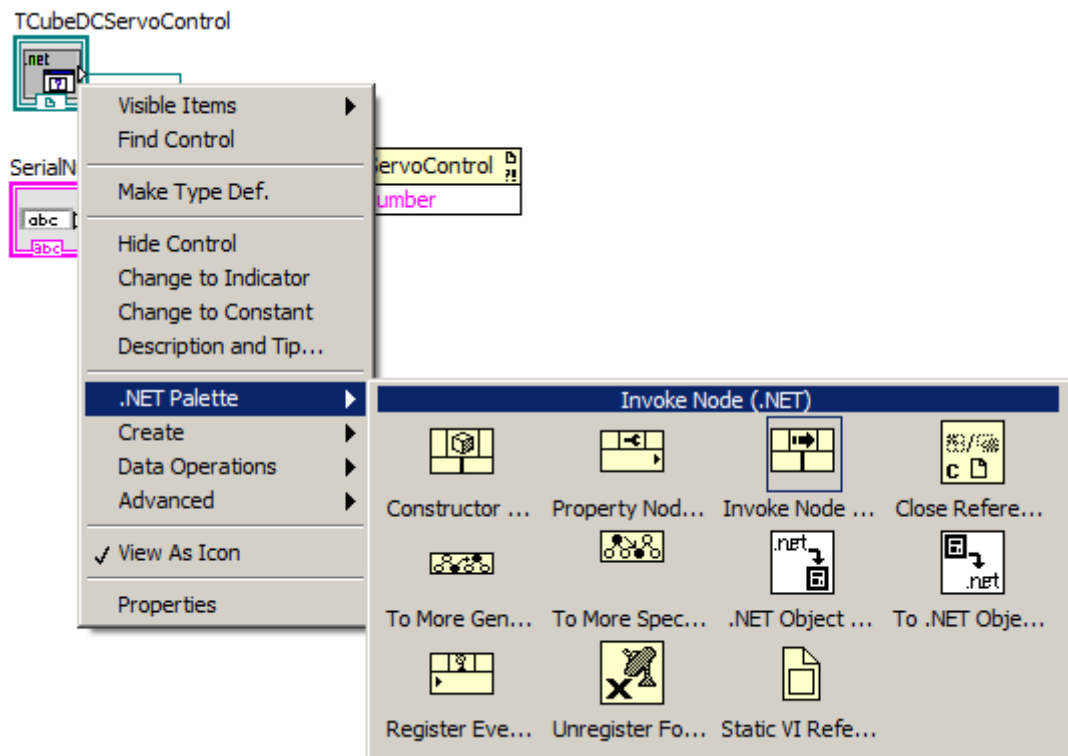 TCubeDCServoControl
.net
Visible Items
Find Control
SerialN
ServoControl
Make Type Def.
umber
abc
abc
Hide Control
Change to Indicator
Change to Constant
Description and Tip...
.NET Palette
Invoke Node (.NET)
Create
Data Operations
Advanced
Constructor ... Property Nod... Invoke Node ... Close Refere...
View As Icon
.net .net
Properties
To More Gen... To More Spec... .NET Object ... To .NET Obje...
Register Eve... Unregister Fo... Static VI Refe...